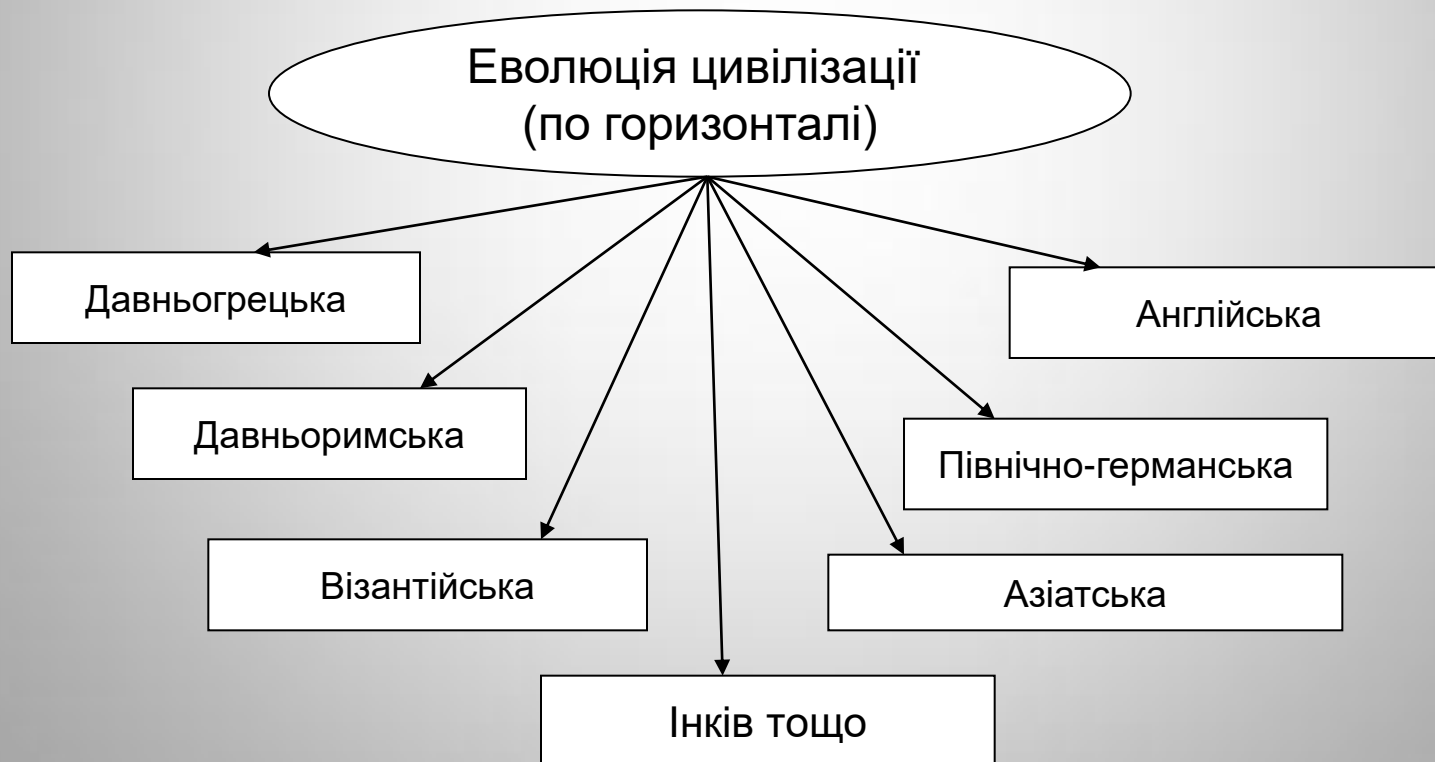 Еволюція цивілізації
(по горизонталі)
Давньогрецька
Англійська
Давньоримська
Північно-германська
Візантійська
Азіатська
Інків тощо